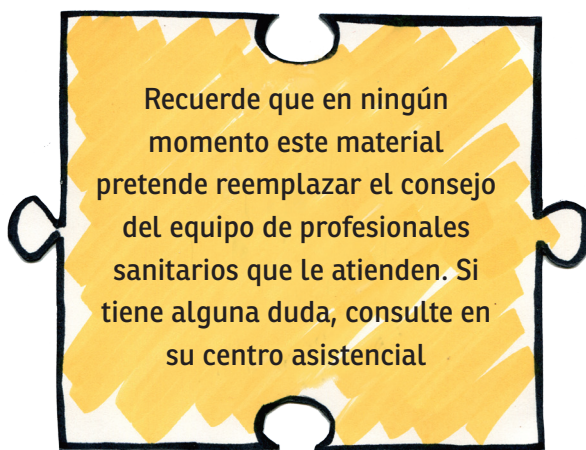 Recuerde que en ningún
momento este material
pretende reemplazar el consejo
del equipo de profesionales
sanitarios que le atienden. Si
tiene alguna duda, consulte en
su centro asistencial